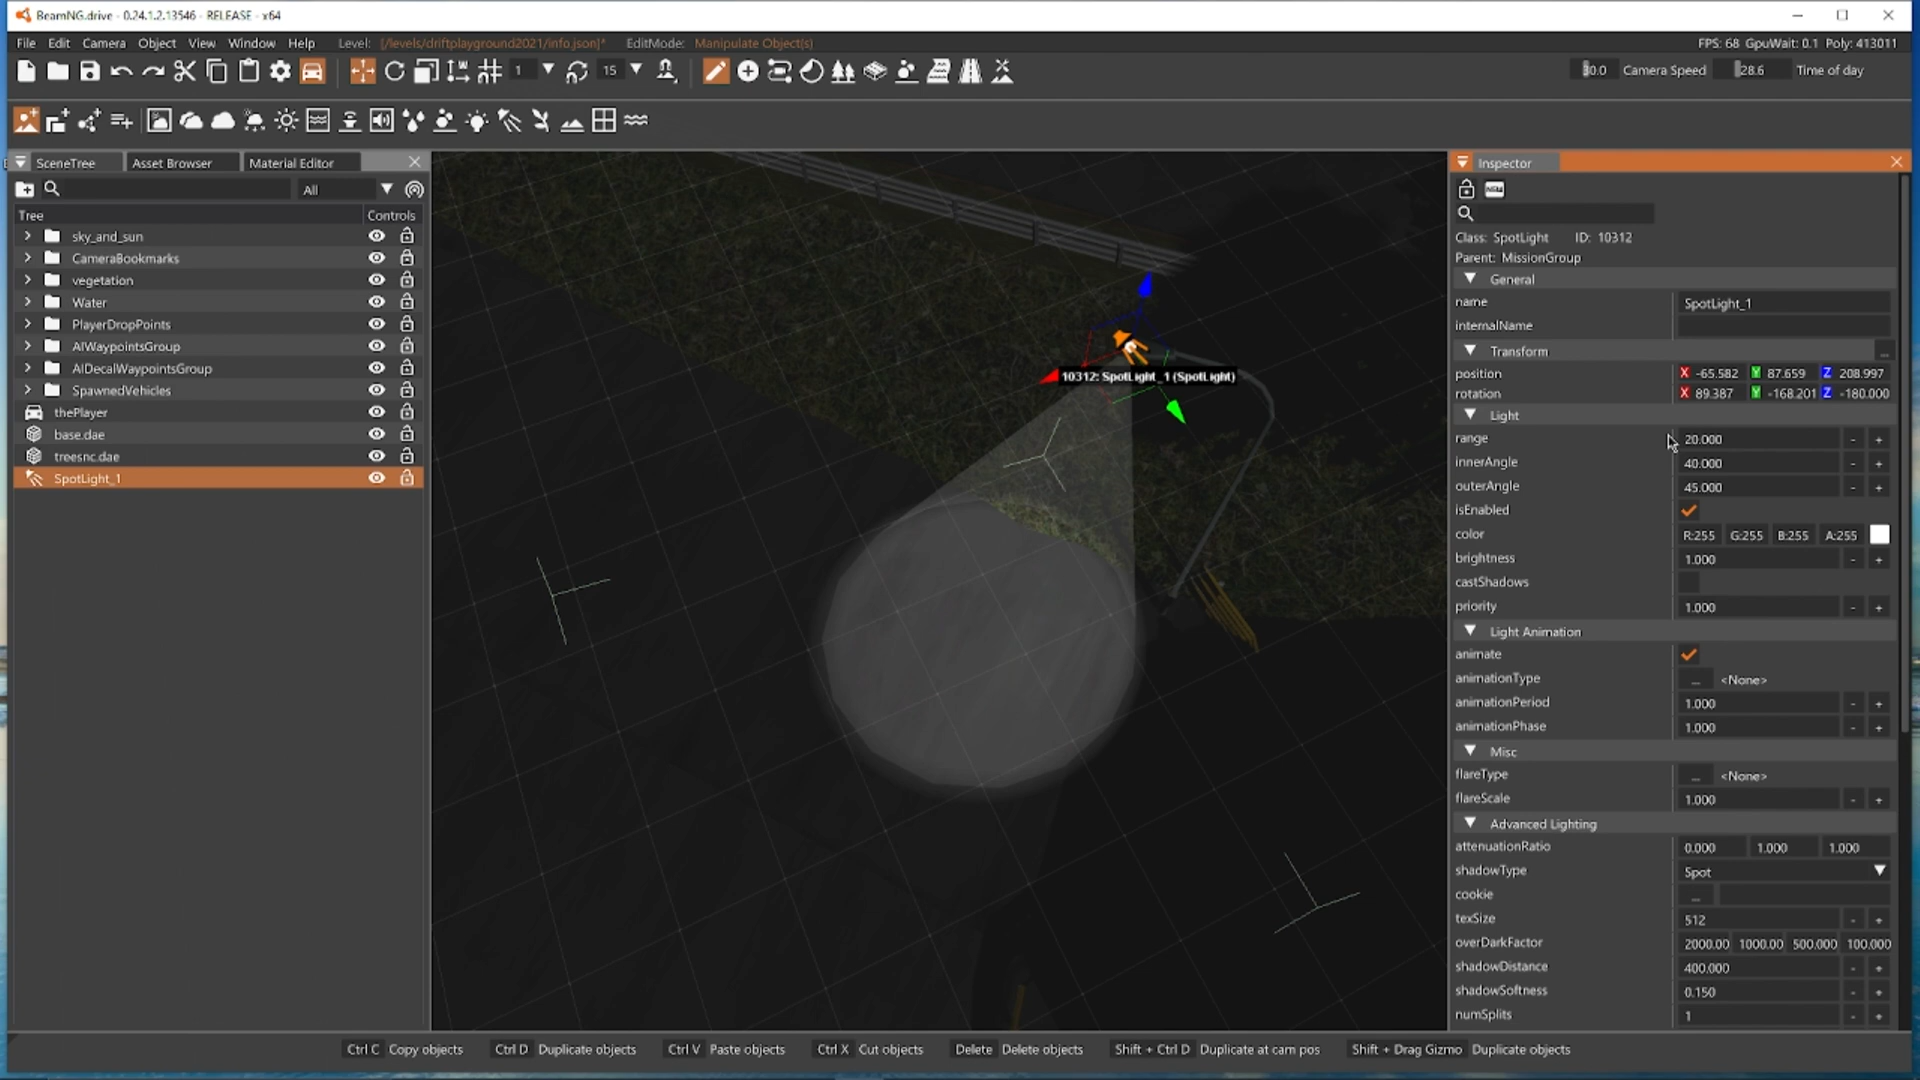 BeamNG.drive - 0.24.1.2.13546 - RELEASE - x64
File Edit Camera Object View Window Help Level: [/levels/driftplayground2021/info.json]* EditMode: Manipulate Object(s) FPS: 68 GpuWait: 0.1 Poly: 413011
1 15 30.0 Camera Speed 28.6 Time of day
SceneTree Asset Browser Material Editor
All
Tree Controls
sky_and_sun
CameraBookmarks
vegetation
Water
PlayerDropPoints
AIWaypointsGroup
AIDecalWaypointsGroup
SpawnedVehicles
thePlayer
base.dae
treesnc.dae
SpotLight_1
10312: SpotLight_1 (SpotLight)
Inspector
Class: SpotLight ID: 10312
Parent: MissionGroup
General
name SpotLight_1
internalName
Transform ...
position X -65.582 Y 87.659 Z 208.997
rotation X 89.387 Y -168.201 Z -180.000
Light
range 20.000 - +
innerAngle 40.000 - +
outerAngle 45.000 - +
isEnabled
color R:255 G:255 B:255 A:255
brightness 1.000 - +
castShadows
priority 1.000 - +
Light Animation
animate
animationType ... <None>
animationPeriod 1.000 - +
animationPhase 1.000 - +
Misc
flareType ... <None>
flareScale 1.000 - +
Advanced Lighting
attenuationRatio 0.000 1.000 1.000
shadowType Spot
cookie ...
texSize 512 - +
overDarkFactor 2000.00 1000.00 500.000 100.000
shadowDistance 400.000 - +
shadowSoftness 0.150 - +
numSplits 1 - +
Ctrl C Copy objects Ctrl D Duplicate objects Ctrl V Paste objects Ctrl X Cut objects Delete Delete objects Shift + Ctrl D Duplicate at cam pos Shift + Drag Gizmo Duplicate objects